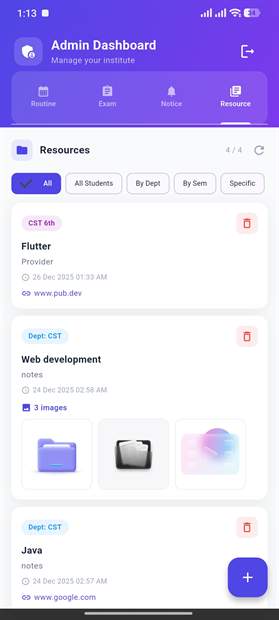 1:13
Admin Dashboard
Manage your institute
Routine
Exam
Notice
Resource
Resources
4 / 4
All
All Students
By Dept
By Sem
Specific
CST 6th
Flutter
Provider
26 Dec 2025 01:33 AM
www.pub.dev
Dept: CST
Web development
notes
24 Dec 2025 02:58 AM
3 images
Dept: CST
Java
notes
24 Dec 2025 02:57 AM
www.google.com